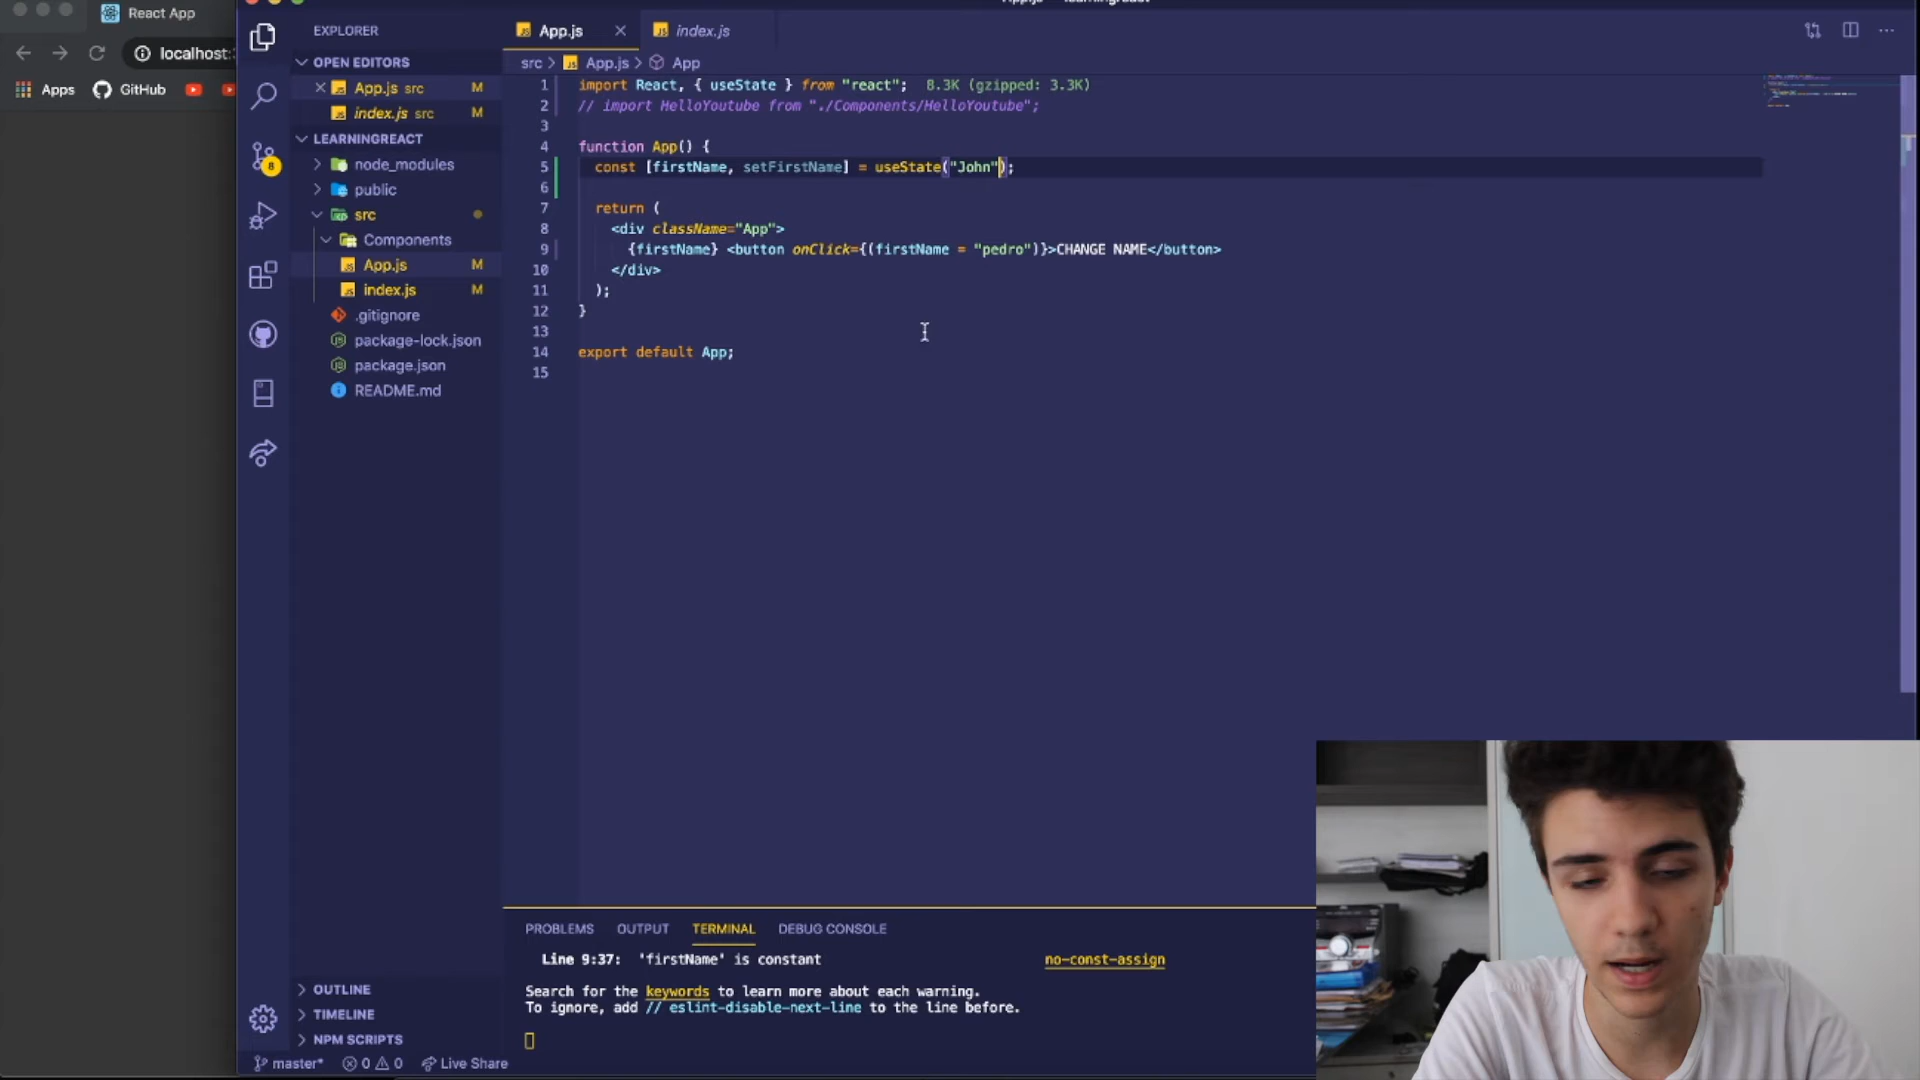 React App
localhost:
Apps GitHub
EXPLORER
OPEN EDITORS
App.js src M
index.js src M
LEARNINGREACT
node_modules
public
src
Components
App.js M
index.js M
.gitignore
package-lock.json
package.json
README.md
8
OUTLINE
TIMELINE
NPM SCRIPTS
master* 0 0 Live Share
App.js index.js
src > App.js > App
1 import React, { useState } from "react"; 8.3K (gzipped: 3.3K)
2 // import HelloYoutube from "./Components/HelloYoutube";
3
4 function App() {
5 const [firstName, setFirstName] = useState("John");
6
7 return (
8 <div className="App">
9 {firstName} <button onClick={(firstName = "pedro")}>CHANGE NAME</button>
10 </div>
11 );
12 }
13
14 export default App;
15
PROBLEMS OUTPUT TERMINAL DEBUG CONSOLE
Line 9:37: 'firstName' is constant no-const-assign
Search for the keywords to learn more about each warning.
To ignore, add // eslint-disable-next-line to the line before.